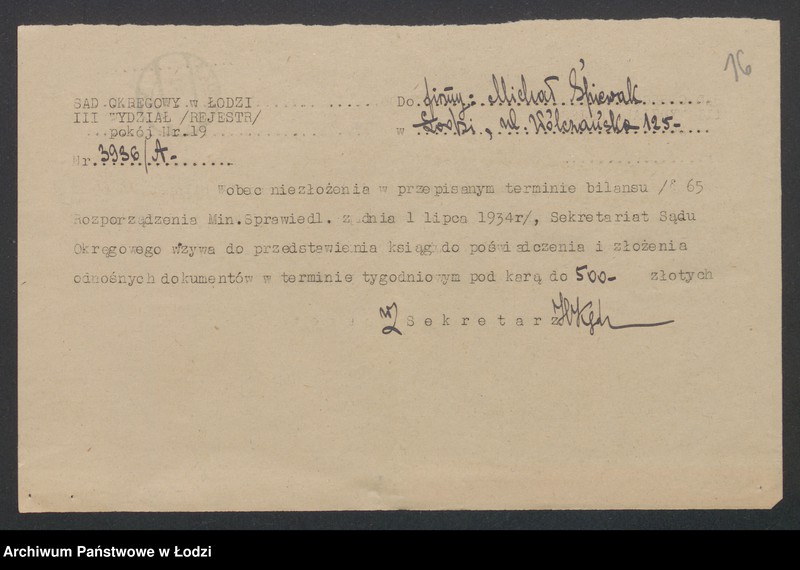 16
SĄD OKRĘGOWY w ŁODZI
III WYDZIAŁ /REJESTR/
pokój Nr.19
Nr. 3936/A-
Do firmy: Michał Śpiewak
w Łodzi, ul. Wólczańska 125-
Wobec niezłożenia w przepisanym terminie bilansu /§ 65
Rozporządzenia Min.Sprawiedl. z dnia 1 lipca 1934r/, Sekretariat Sądu
Okręgowego wzywa do przedstawienia ksiąg do poświadczenia i złożenia
odnośnych dokumentów w terminie tygodniowym pod karą do 500- złotych
Sekretarz
Archiwum Państwowe w Łodzi